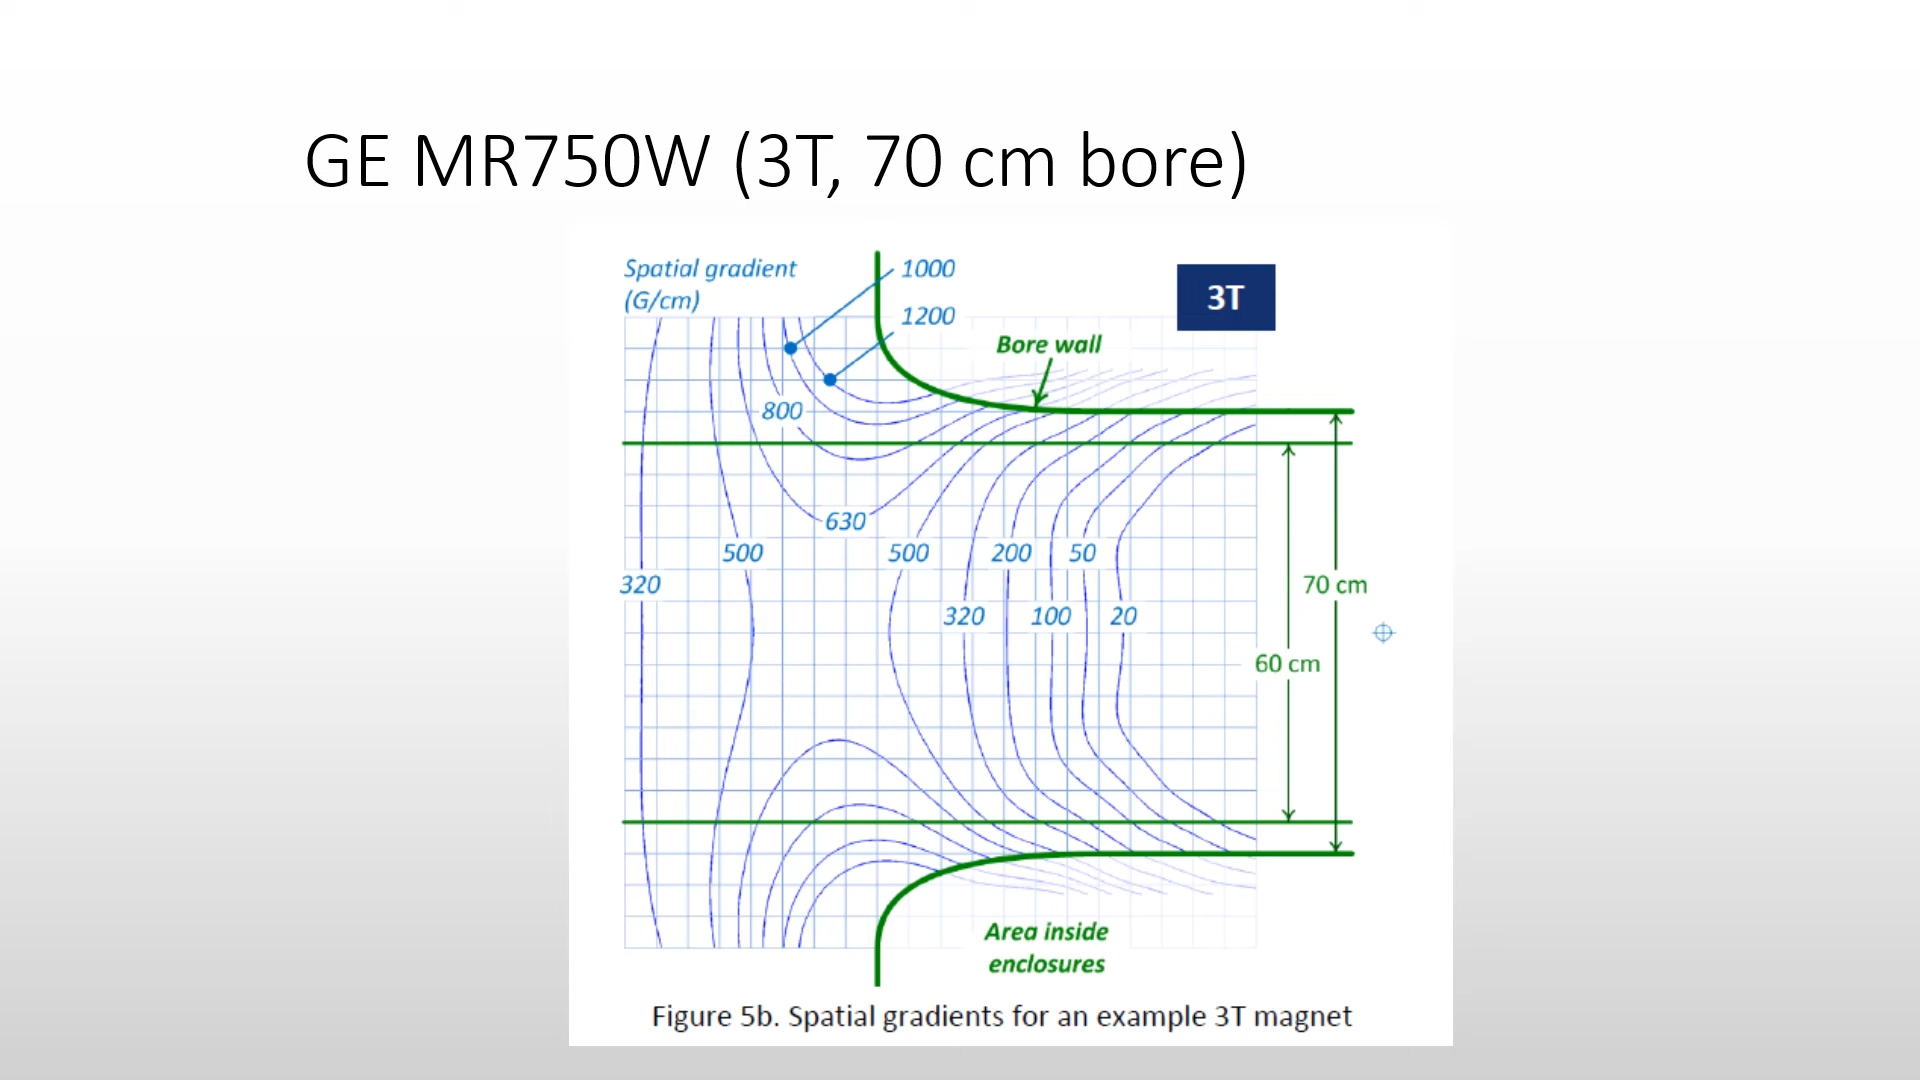 GE MR750W (3T, 70 cm bore)
Spatial gradient
(G/cm)
1000
1200
3T
Bore wall
800
630
500
500
200
50
320
70 cm
320
100
20
60 cm
Area inside
enclosures
Figure 5b. Spatial gradients for an example 3T magnet